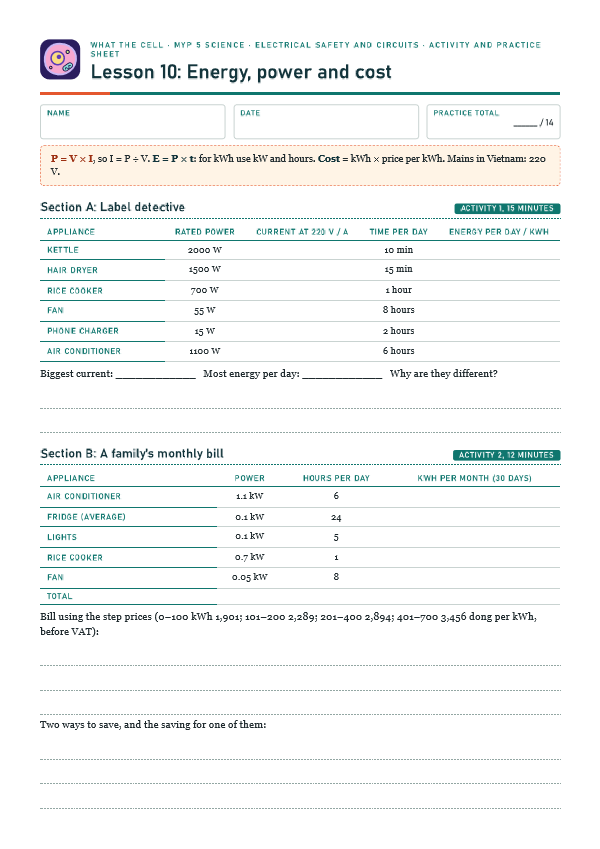 WHAT THE CELL · MYP 5 SCIENCE · ELECTRICAL SAFETY AND CIRCUITS · ACTIVITY AND PRACTICE
SHEET
Lesson 10: Energy, power and cost
NAME
DATE
PRACTICE TOTAL
_____ / 14
P = V × I, so I = P ÷ V. E = P × t: for kWh use kW and hours. Cost = kWh × price per kWh. Mains in Vietnam: 220
V.
Section A: Label detective
ACTIVITY 1, 15 MINUTES
APPLIANCE RATED POWER CURRENT AT 220 V / A TIME PER DAY ENERGY PER DAY / KWH
KETTLE 2000 W 10 min
HAIR DRYER 1500 W 15 min
RICE COOKER 700 W 1 hour
FAN 55 W 8 hours
PHONE CHARGER 15 W 2 hours
AIR CONDITIONER 1100 W 6 hours
Biggest current: ______________ Most energy per day: ______________ Why are they different?
Section B: A family's monthly bill
ACTIVITY 2, 12 MINUTES
APPLIANCE POWER HOURS PER DAY KWH PER MONTH (30 DAYS)
AIR CONDITIONER 1.1 kW 6
FRIDGE (AVERAGE) 0.1 kW 24
LIGHTS 0.1 kW 5
RICE COOKER 0.7 kW 1
FAN 0.05 kW 8
TOTAL
Bill using the step prices (0–100 kWh 1,901; 101–200 2,289; 201–400 2,894; 401–700 3,456 dong per kWh,
before VAT):
Two ways to save, and the saving for one of them: